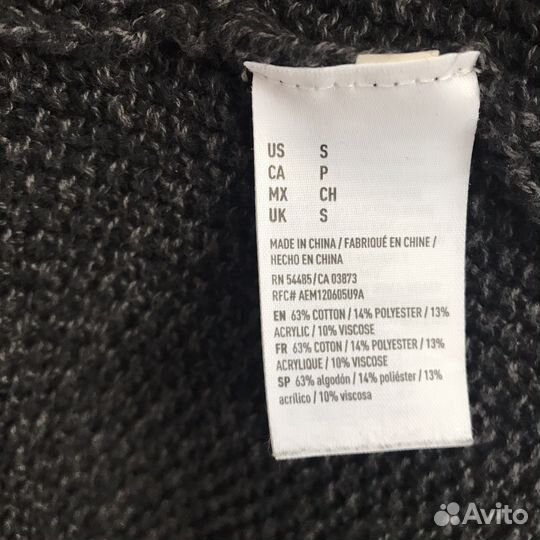 US S
CA P
MX CH
UK S
MADE IN CHINA / FABRIQUÉ EN CHINE /
HECHO EN CHINA
RN 54485/CA 03873
RFC# AEM120605U9A
EN 63% COTTON / 14% POLYESTER / 13%
ACRYLIC / 10% VISCOSE
FR 63% COTON / 14% POLYESTER / 13%
ACRYLIQUE / 10% VISCOSE
SP 63% algodón / 14% poliéster / 13%
acrílico / 10% viscosa
Avito